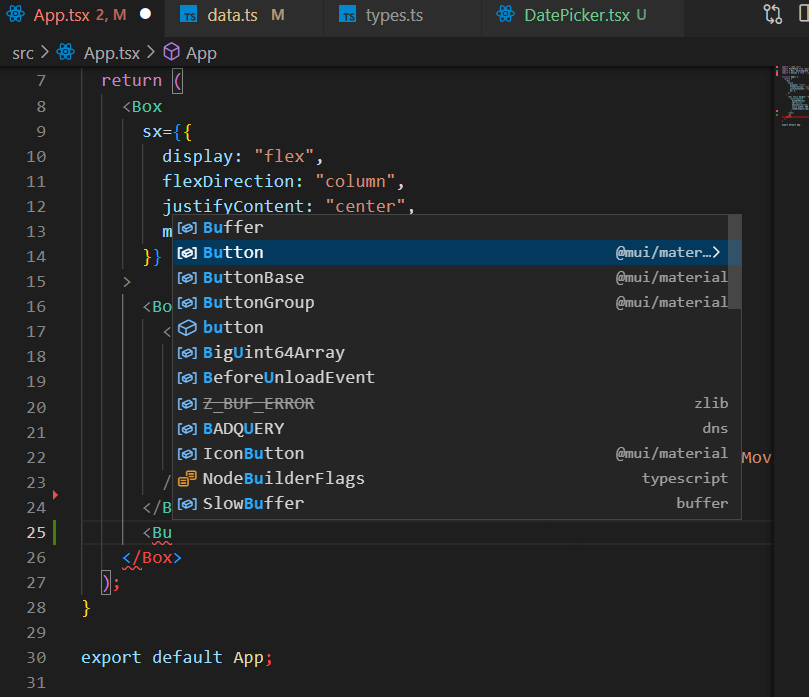 App.tsx 2, M data.ts M types.ts DatePicker.tsx U
src > App.tsx > App
7 return (
8 <Box
9 sx={{
10 display: "flex",
11 flexDirection: "column",
12 justifyContent: "center",
13 m
14 }}
15 >
16 <Bo
17 <
18
19
20
21
22 Mov
23 /
24 </B
25 <Bu
26 </Box>
27 );
28 }
29
30 export default App;
31
Buffer
Button @mui/mater…>
ButtonBase @mui/material
ButtonGroup @mui/material
button
BigUint64Array
BeforeUnloadEvent
Z_BUF_ERROR zlib
BADQUERY dns
IconButton @mui/material
NodeBuilderFlags typescript
SlowBuffer buffer